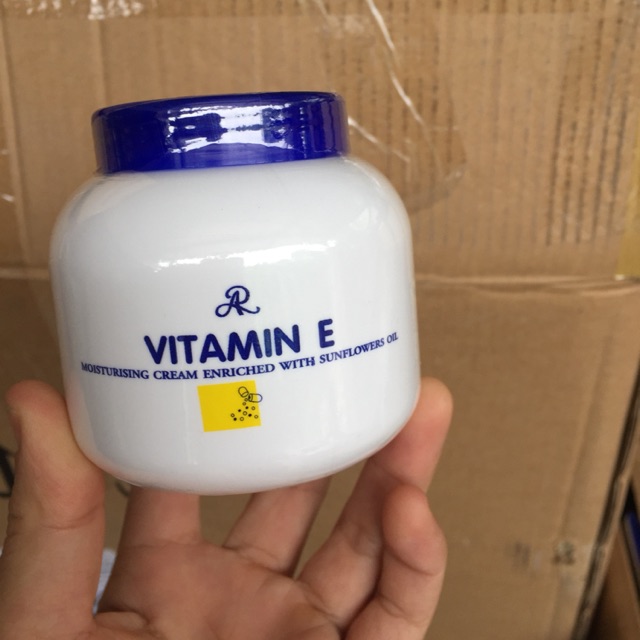 AR
VITAMIN E
MOISTURISING CREAM ENRICHED WITH SUNFLOWERS OIL